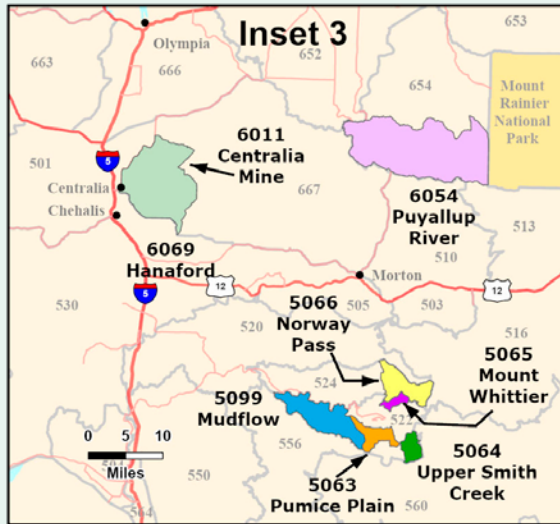 Inset 3
653
Olympia
652
663
666
654
Mount
Rainier
National
Park
6011
Centralia
Mine
501
5
Centralia
667
6054
Puyallup
River
Chehalis
513
6069
Hanaford
510
Morton
5
12
12
530
505
503
5066
Norway
Pass
520
516
5065
Mount
Whittier
524
5099
Mudflow
522
0 5 10
Miles
556
5064
Upper Smith
Creek
550
5063
Pumice Plain
560